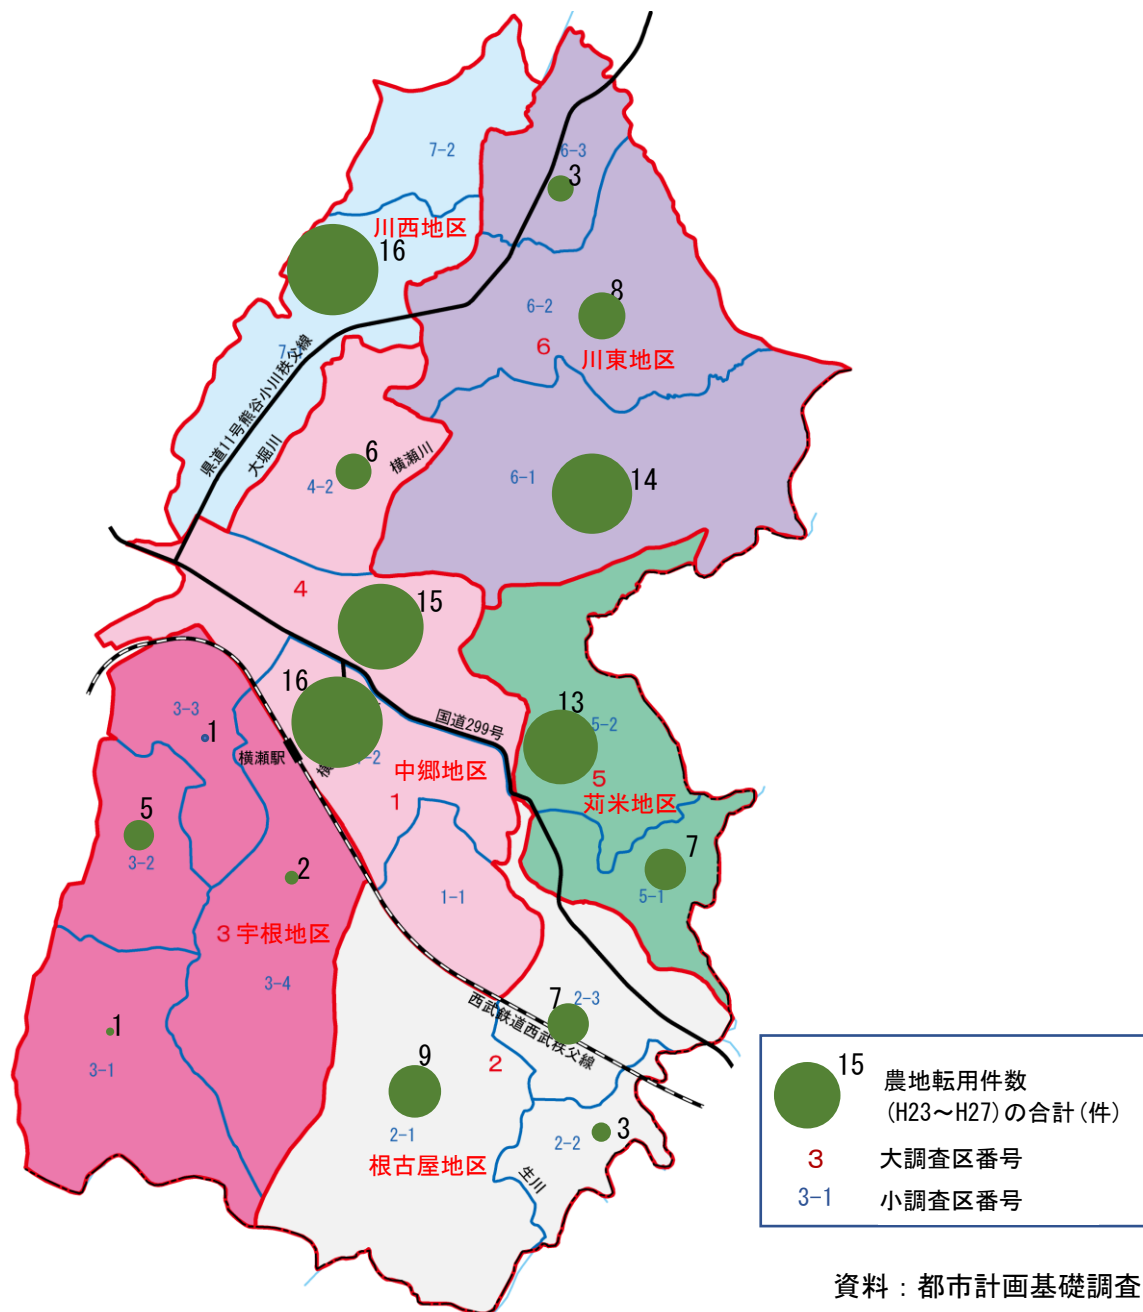 6-3
3
7-2
川西地区
16
8
6-2
6
川東地区
7-
県道11号熊谷小川秩父線
大堀川
6
横瀬川
4-2
6-1
14
4
15
16
3-3
1
横瀬駅
国道299号
13
5-2
中郷地区
1
5
苅米地区
5
3-2
2
7
5-1
1-1
3 宇根地区
3-4
7
2-3
西武鉄道西武秩父線
1
3-1
9
2
2-1
3
2-2
根古屋地区
生川
15
農地転用件数
(H23～H27)の合計(件)
3
大調査区番号
3-1
小調査区番号
資料：都市計画基礎調査